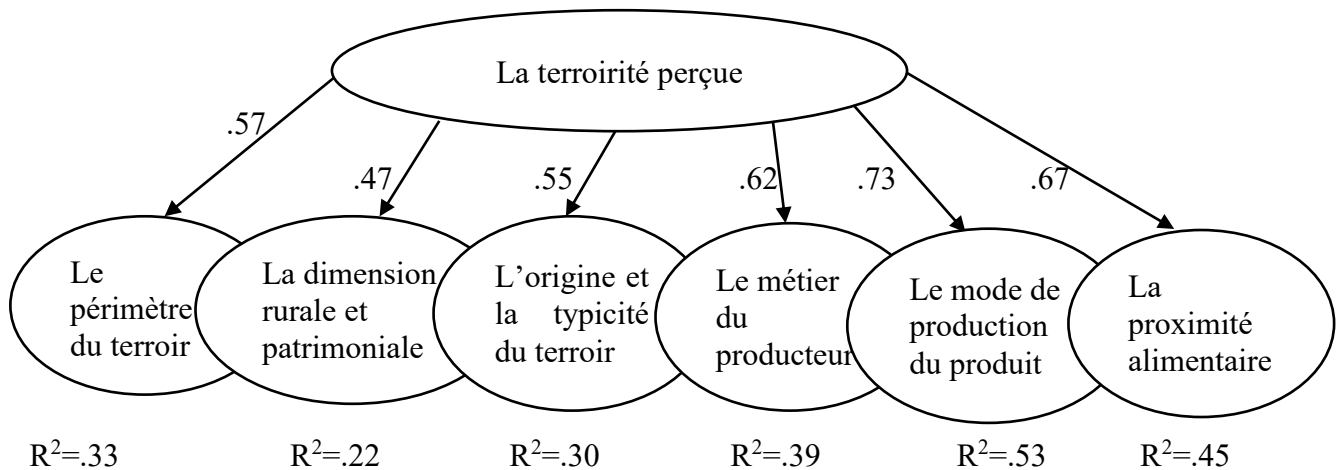 La terroirité perçue
.57
.47
.55
.62
.73
.67
Le
périmètre
du terroir
La dimension
rurale et
patrimoniale
L’origine et
la typicité
du terroir
Le métier
du
producteur
Le mode de
production
du produit
La
proximité
alimentaire
R²=.33
R²=.22
R²=.30
R²=.39
R²=.53
R²=.45